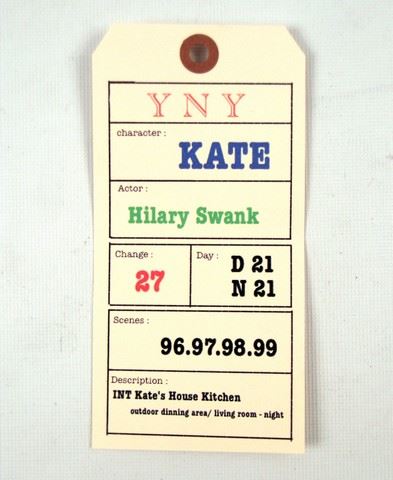 YNY
character :
KATE
Actor :
Hilary Swank
Change :
27
Day :
D 21
N 21
Scenes :
96.97.98.99
Description :
INT Kate's House Kitchen
outdoor dinning area/ living room - night